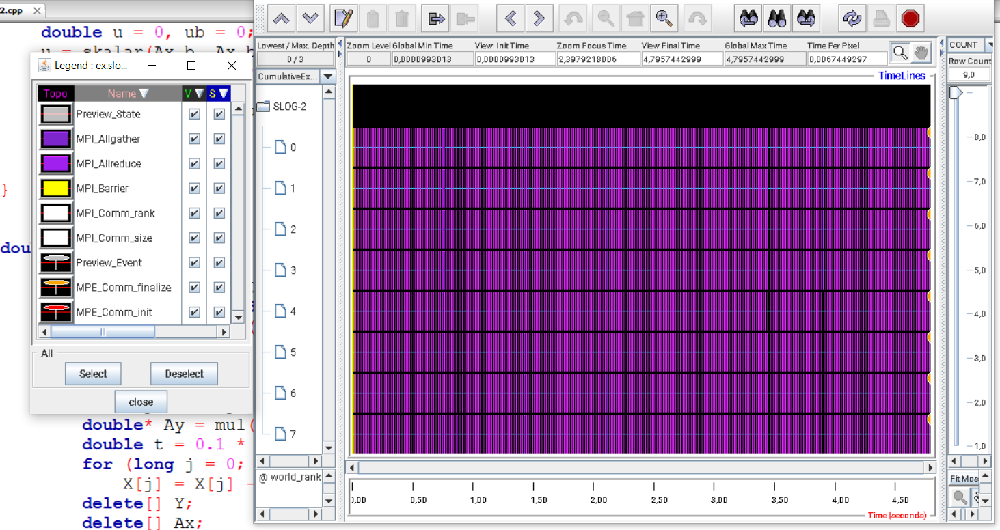 2.cpp
double u = 0, ub = 0;
u = skalar(Ax,b, Ax,b
}
dou
double* Ay = mul(
double t = 0.1 *
for (long j = 0;
X[j] = X[j] -
delete[] Y;
delete[] Ax;
Legend : ex.slo...
Topo Name V S
Preview_State
MPI_Allgather
MPI_Allreduce
MPI_Barrier
MPI_Comm_rank
MPI_Comm_size
Preview_Event
MPE_Comm_finalize
MPE_Comm_init
All
Select Deselect
close
Lowest / Max. Depth Zoom Level Global Min Time View Init Time Zoom Focus Time View Final Time Global Max Time Time Per Pixel
0 / 3 0 0,0000993013 0,0000993013 2,3979218006 4,7957442999 4,7957442999 0,0067449297
CumulativeEx...
TimeLines
SLOG-2
0
1
2
3
4
5
6
7
@ world_rank
0,00 0,50 1,00 1,50 2,00 2,50 3,00 3,50 4,00 4,50
Time (seconds)
COUNT
Row Count
9,0
8,0
7,0
6,0
5,0
4,0
3,0
2,0
1,0
Fit Mos